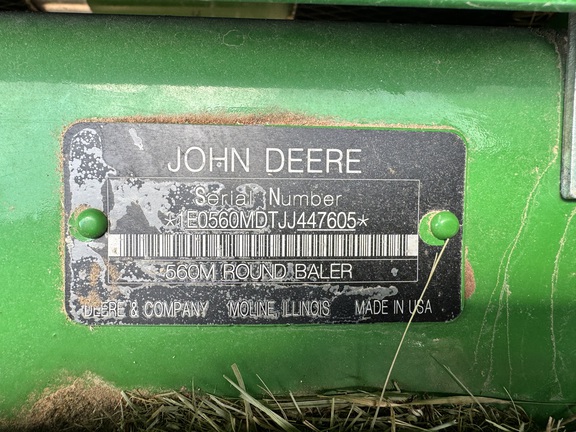 JOHN DEERE
Serial Number
*1E0560MDTJJ447605*
560M ROUND BALER
DEERE & COMPANY MOLINE, ILLINOIS MADE IN USA